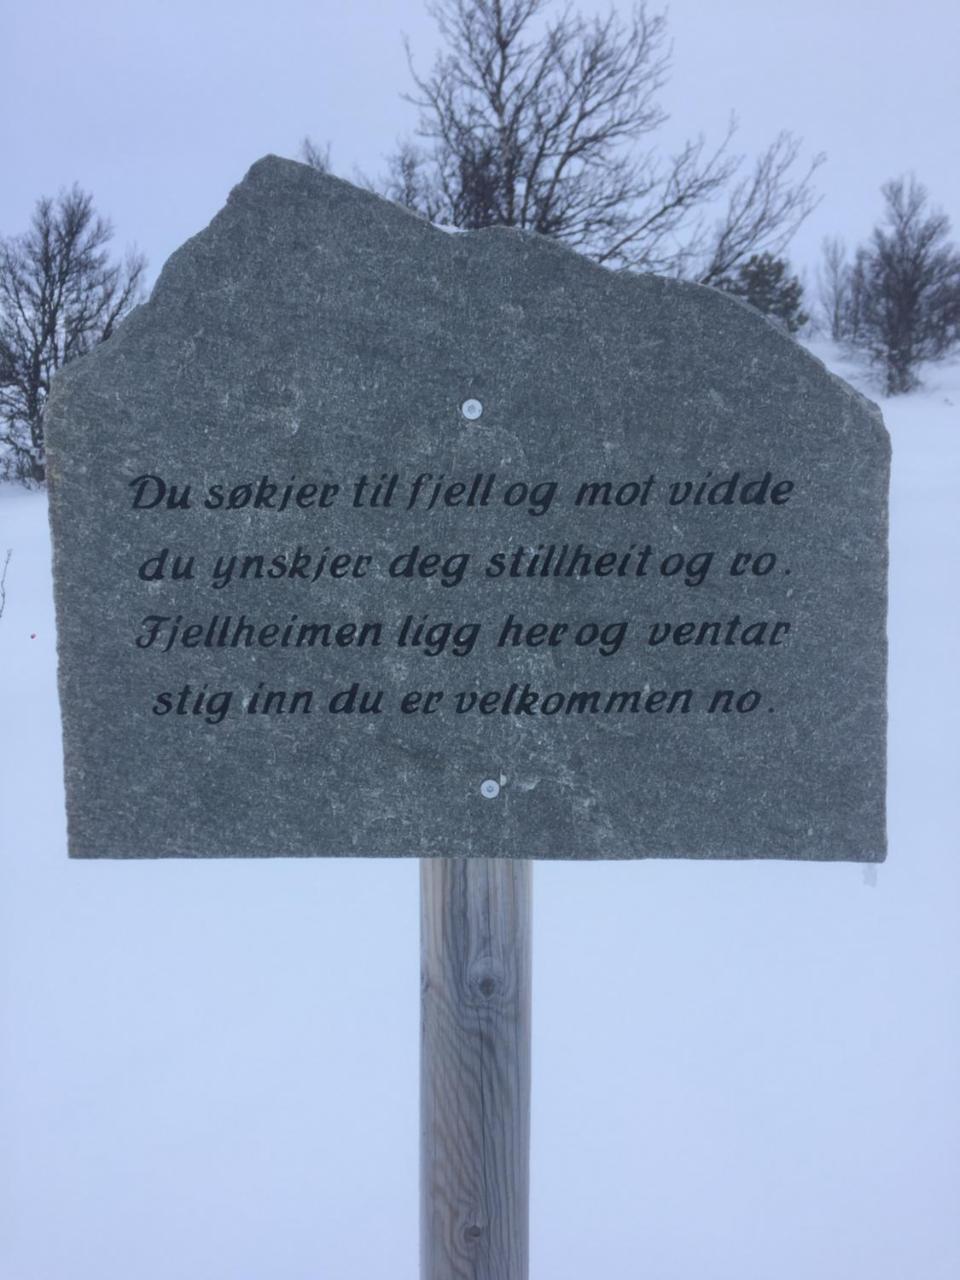 Du søkjer til fjell og mot vidde
du ynskjer deg stillheit og ro.
Fjellheimen ligg her og ventar
stig inn du er velkommen no.